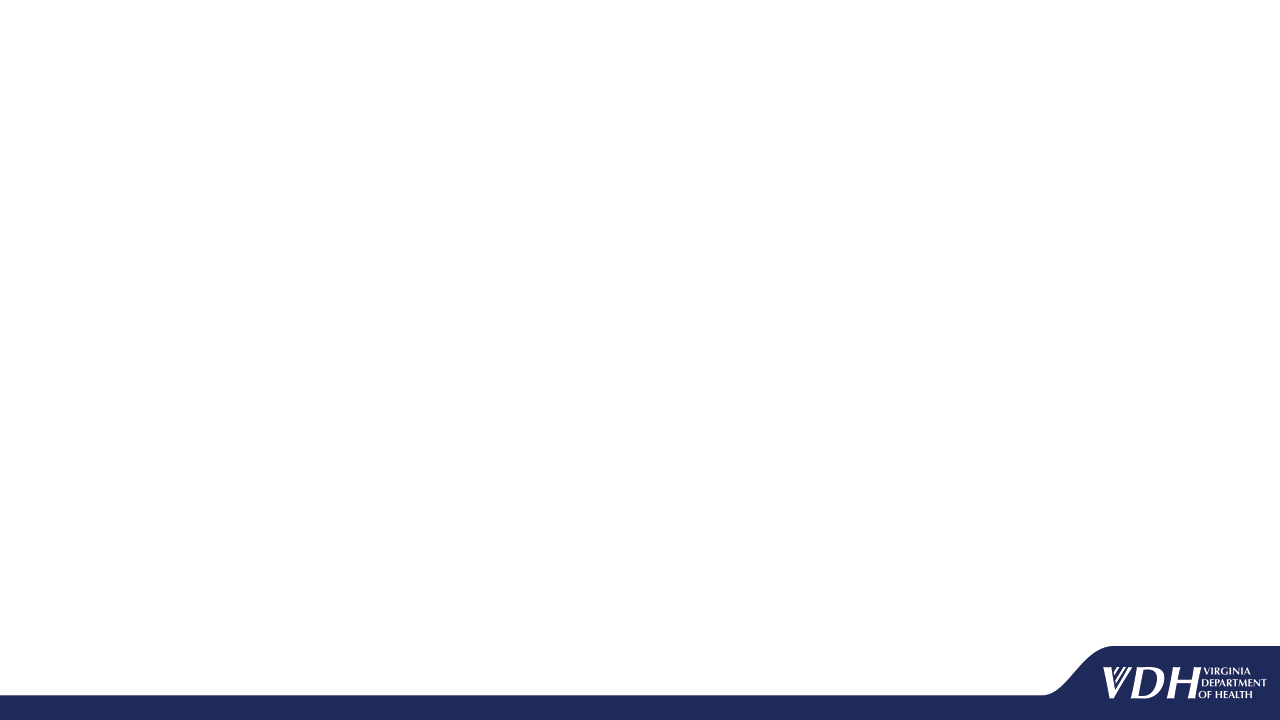 VDH VIRGINIA
DEPARTMENT
OF HEALTH